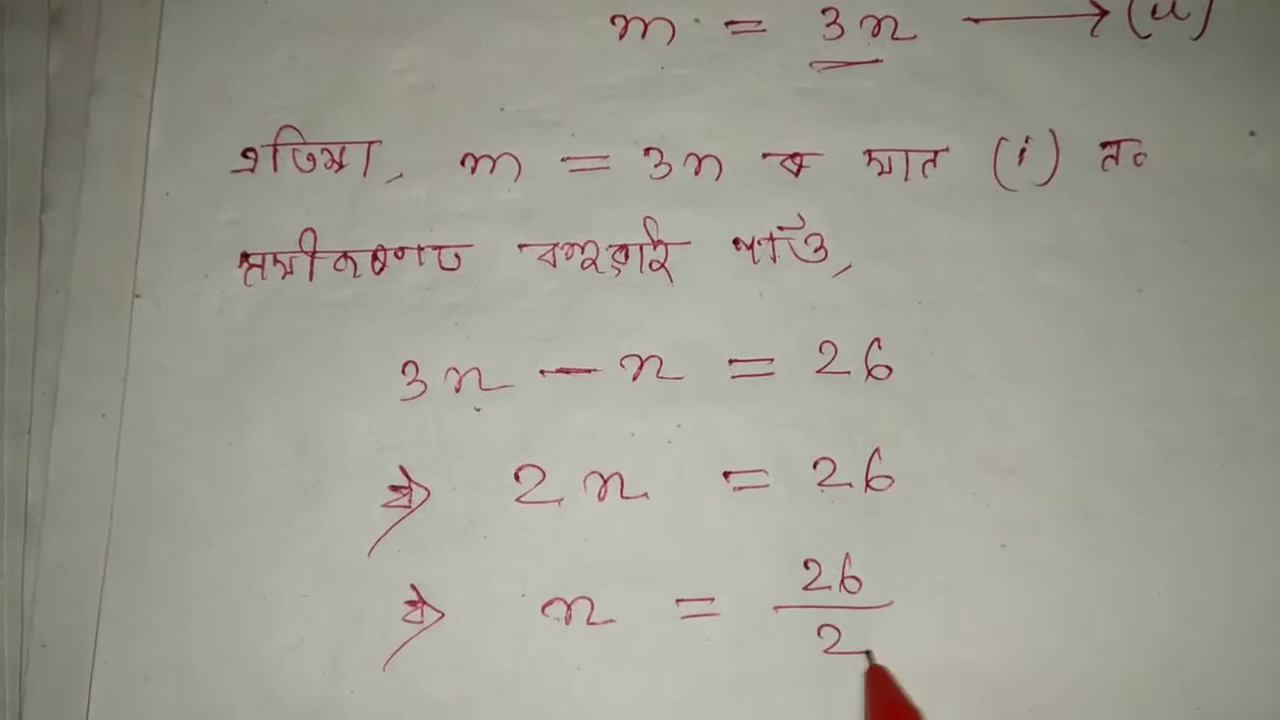 m = 3n ⟶ (ii)
এতিয়া, m = 3n ৰ মান (i) নং
সমীকৰণত বহুৱাই পাওঁ,
3n − n = 26
⇒ 2n = 26
⇒ n = 26/2